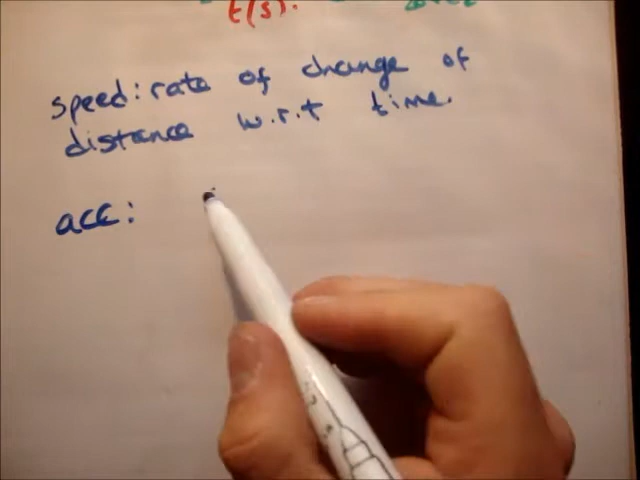 t(s).
speed: rate of change of
distance w.r.t time.
acc: